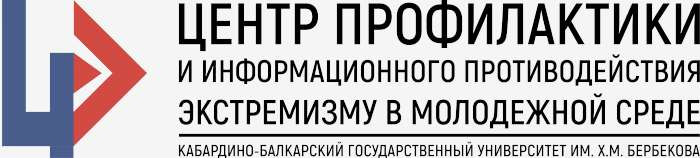 ЦЕНТР ПРОФИЛАКТИКИ
И ИНФОРМАЦИОННОГО ПРОТИВОДЕЙСТВИЯ
ЭКСТРЕМИЗМУ В МОЛОДЕЖНОЙ СРЕДЕ
КАБАРДИНО-БАЛКАРСКИЙ ГОСУДАРСТВЕННЫЙ УНИВЕРСИТЕТ ИМ. Х.М. БЕРБЕКОВА